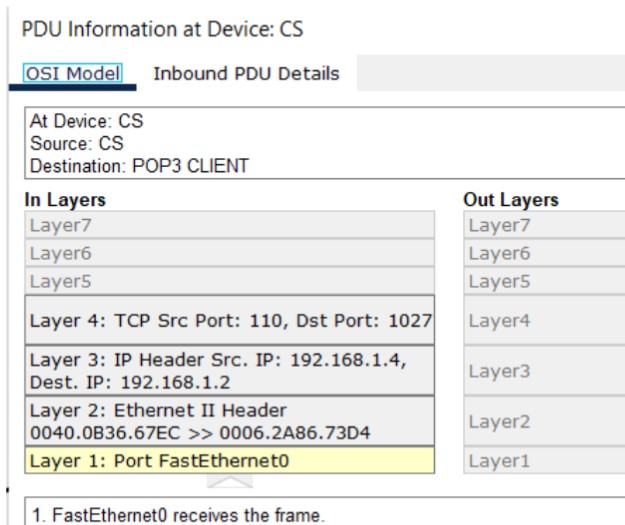 PDU Information at Device: CS
OSI Model Inbound PDU Details
At Device: CS
Source: CS
Destination: POP3 CLIENT
In Layers Out Layers
Layer7 Layer7
Layer6 Layer6
Layer5 Layer5
Layer 4: TCP Src Port: 110, Dst Port: 1027 Layer4
Layer 3: IP Header Src. IP: 192.168.1.4,
Dest. IP: 192.168.1.2 Layer3
Layer 2: Ethernet II Header
0040.0B36.67EC >> 0006.2A86.73D4 Layer2
Layer 1: Port FastEthernet0 Layer1
1. FastEthernet0 receives the frame.